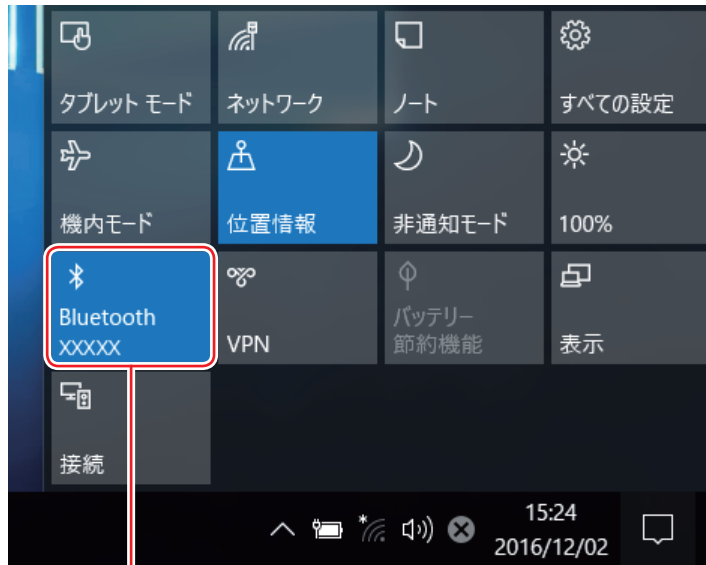 タブレット モード
ネットワーク
ノート
すべての設定
機内モード
位置情報
非通知モード
100%
Bluetooth
XXXXX
VPN
バッテリー
節約機能
表示
接続
15:24
2016/12/02